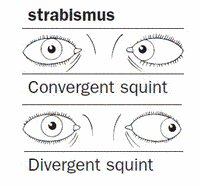 strabismus
Convergent squint
Divergent squint